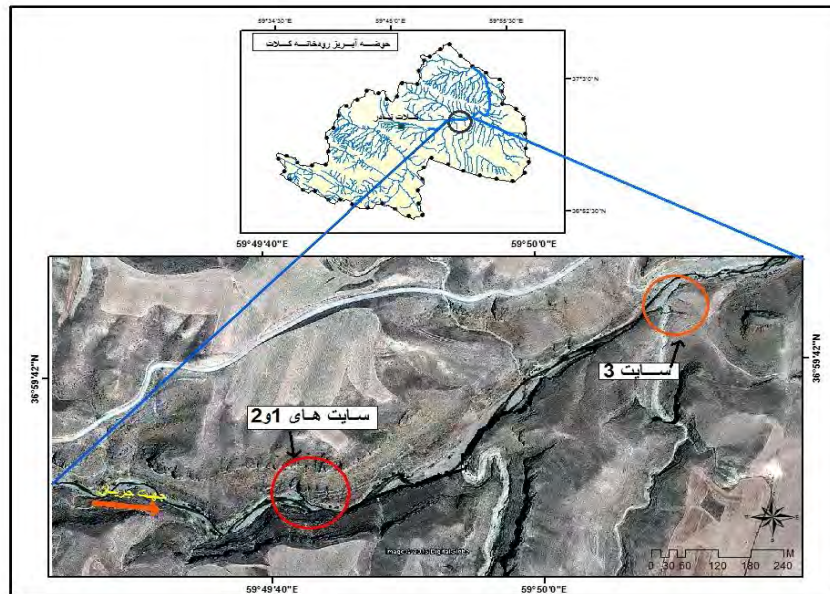 59°34'30"E 59°45'0"E 59°55'30"E
حوضه آبریز رودخانه کلات
37°3'0"N
کلات نادر
36°52'30"N
59°49'40"E 59°50'0"E
36°59'42"N
36°59'42"N
سایت 3
سایت های 1و2
جهت جریان
0 30 60 120 180 240
M
59°49'40"E 59°50'0"E